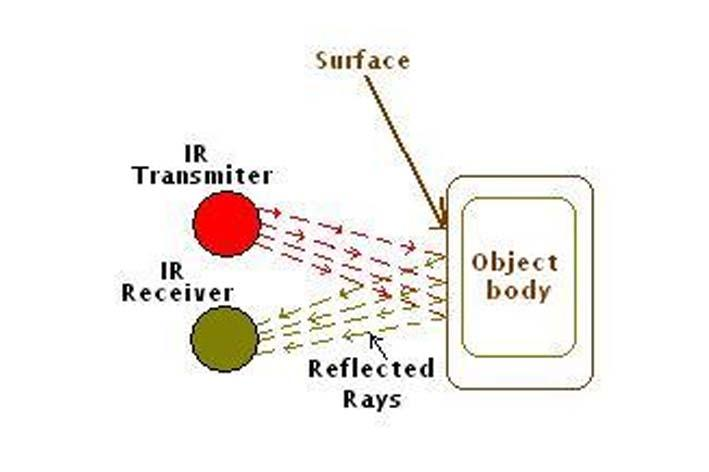 Surface
IR
Transmiter
IR
Receiver
Object
body
Reflected
Rays